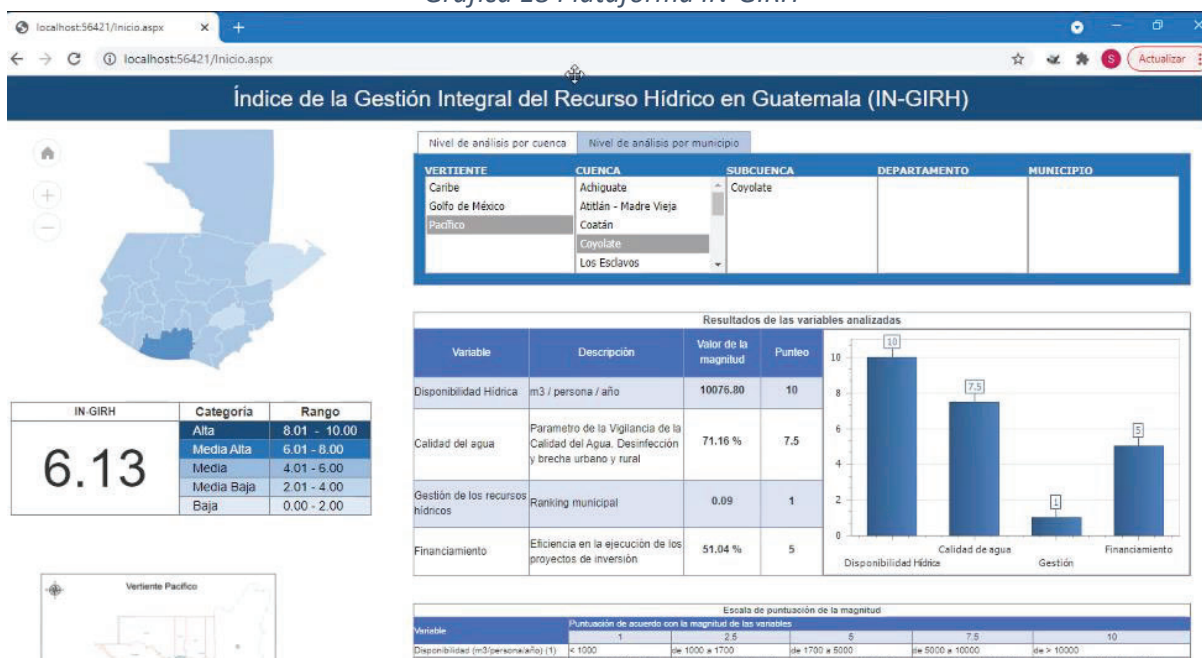 Gráfica 18 Plataforma IN-GIRH
localhost:56421/Inicio.aspx
localhost:56421/Inicio.aspx
S
Actualizar
Índice de la Gestión Integral del Recurso Hídrico en Guatemala (IN-GIRH)
Nivel de análisis por cuenca
Nivel de análisis por municipio
VERTIENTE CUENCA SUBCUENCA DEPARTAMENTO MUNICIPIO
Caribe Achiguate Coyolate
Golfo de México Atitlán - Madre Vieja
Pacífico Coatán
Coyolate
Los Esclavos
IN-GIRH Categoría Rango
6.13
Alta 8.01 - 10.00
Media Alta 6.01 - 8.00
Media 4.01 - 6.00
Media Baja 2.01 - 4.00
Baja 0.00 - 2.00
Vertiente Pacífico
Resultados de las variables analizadas
Variable Descripción Valor de la magnitud Punteo
Disponibilidad Hídrica m3 / persona / año 10076.80 10
Calidad del agua Parametro de la Vigilancia de la
Calidad del Agua. Desinfección
y brecha urbano y rural
71.16 % 7.5
Gestión de los recursos
hídricos
Ranking municipal 0.09 1
Financiamiento Eficiencia en la ejecución de los
proyectos de inversión
51.04 % 5
10
8
6
4
2
0
10
7.5
1
5
Disponibilidad Hídrica
Calidad de agua
Gestión
Financiamiento
Escala de puntuación de la magnitud
Variable
Puntuación de acuerdo con la magnitud de las variables
1 2.5 5 7.5 10
Disponibilidad (m3/persona/año) (1) < 1000 de 1000 a 1700 de 1700 a 5000 de 5000 a 10000 de > 10000